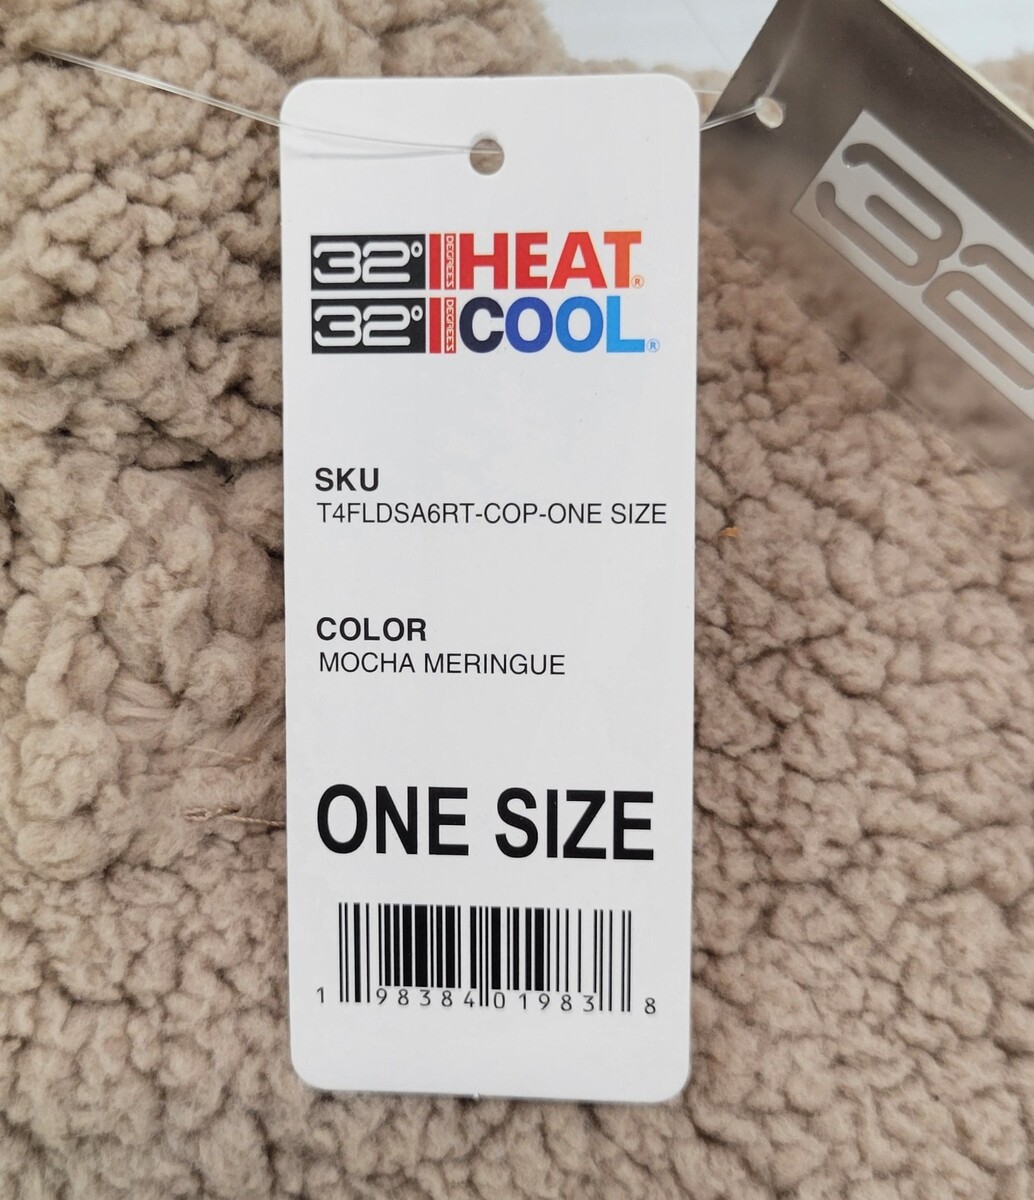 32° DEGREES HEAT®
32° DEGREES COOL®
SKU
T4FLDSA6RT-COP-ONE SIZE
COLOR
MOCHA MERINGUE
ONE SIZE
1 98384 01983 8
32